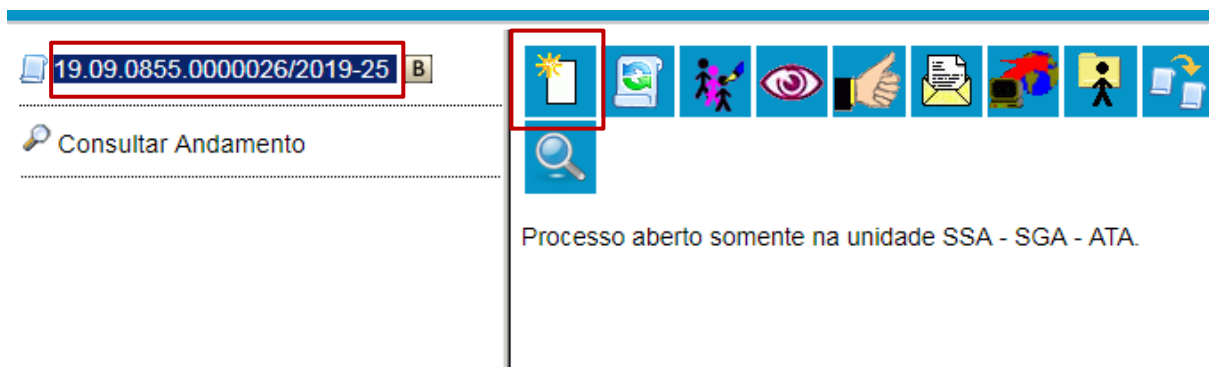 19.09.0855.0000026/2019-25 B
Consultar Andamento
Processo aberto somente na unidade SSA - SGA - ATA.